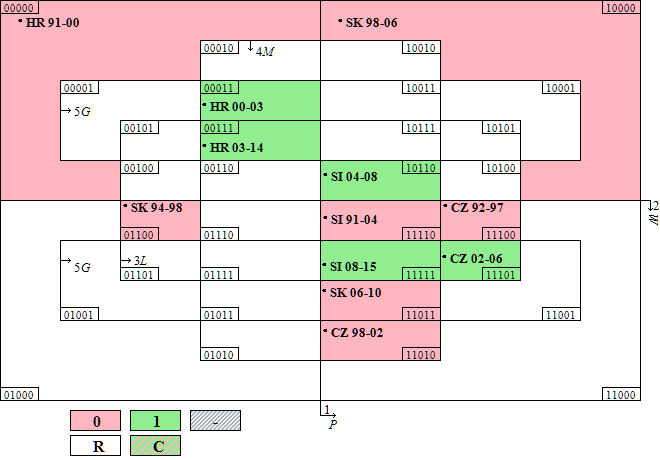 00000 10000
HR 91-00 SK 98-06
00010 4M 10010
00001 00011 10011 10001
5G HR 00-03
00101 00111 10111 10101
HR 03-14
00100 00110 10110 10100
SI 04-08
SK 94-98 SI 91-04 CZ 92-97 2
M
01100 01110 11110 11100
5G 3L SI 08-15 CZ 02-06
01101 01111 11111 11101
SK 06-10
01001 01011 11011 11001
CZ 98-02
01010 11010
01000 11000
1
P
0 1 -
R C